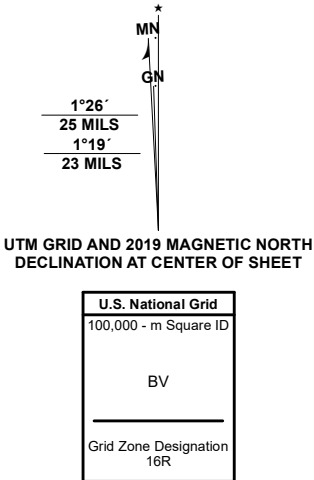 ★
MN
GN
1°26´
25 MILS
1°19´
23 MILS
UTM GRID AND 2019 MAGNETIC NORTH
DECLINATION AT CENTER OF SHEET
U.S. National Grid
100,000 - m Square ID
BV
Grid Zone Designation
16R